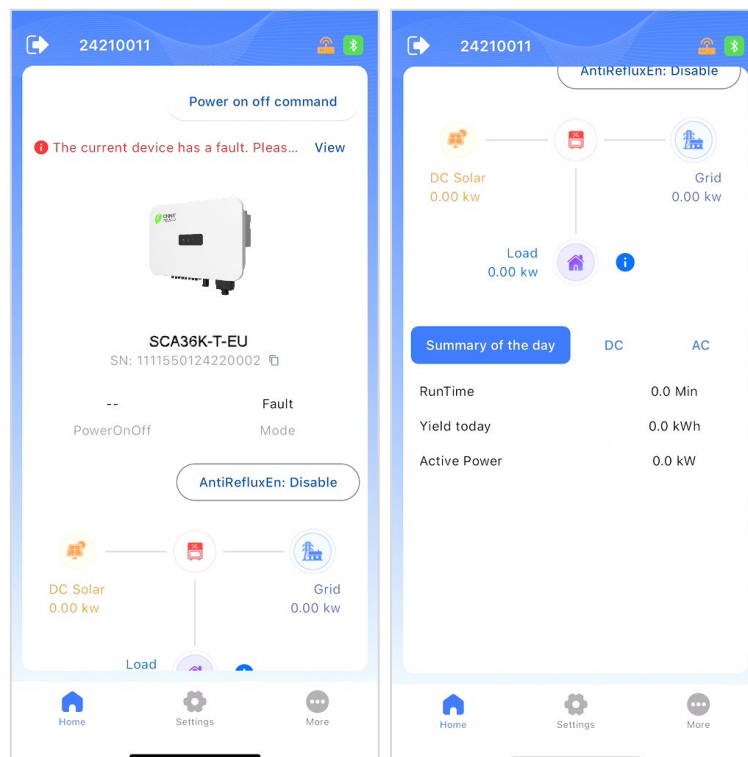 24210011
Power on off command
The current device has a fault. Pleas... View
CHNT
SCA36K-T-EU
SN: 1111550124220002
-- Fault
PowerOnOff Mode
AntiRefluxEn: Disable
DC Solar Grid
0.00 kw 0.00 kw
Load
Home Settings More
24210011
AntiRefluxEn: Disable
DC Solar Grid
0.00 kw 0.00 kw
Load
0.00 kw
Summary of the day DC AC
RunTime 0.0 Min
Yield today 0.0 kWh
Active Power 0.0 kW
Home Settings More